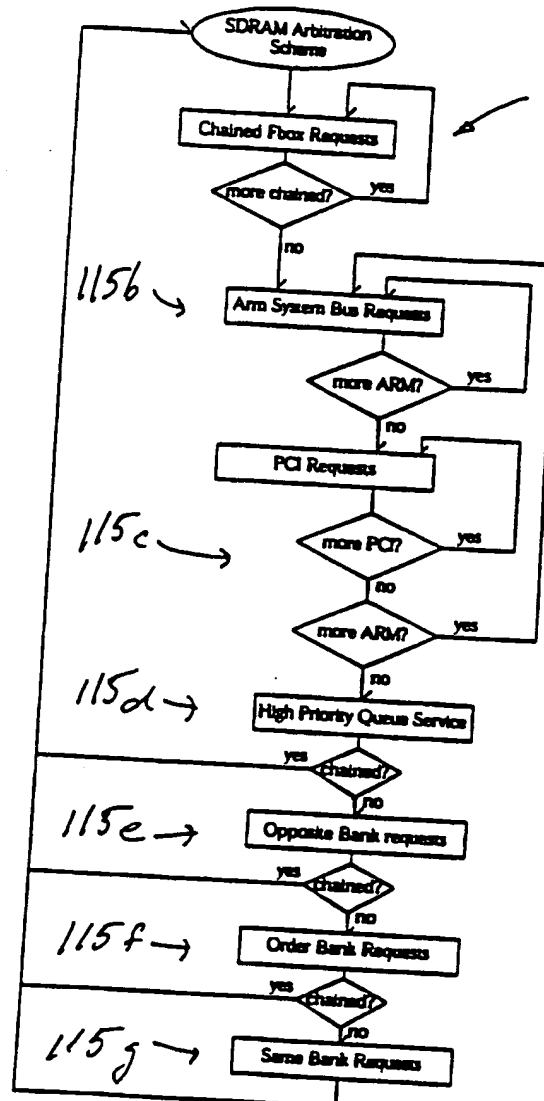 SDRAM Arbitration
Scheme
Chained Fbox Requests
more chained?
yes
no
115b
Arm System Bus Requests
more ARM?
yes
no
PCI Requests
115c
more PCI?
yes
no
more ARM?
yes
no
115d
High Priority Queue Service
yes
chained?
no
115e
Opposite Bank requests
yes
chained?
no
115f
Order Bank Requests
yes
chained?
no
115g
Same Bank Requests